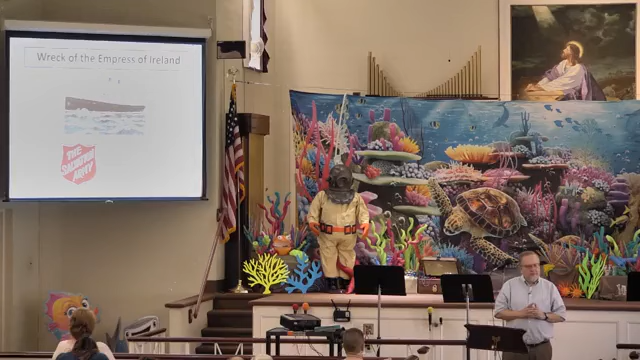 Wreck of the Empress of Ireland
THE
SALVATION
ARMY